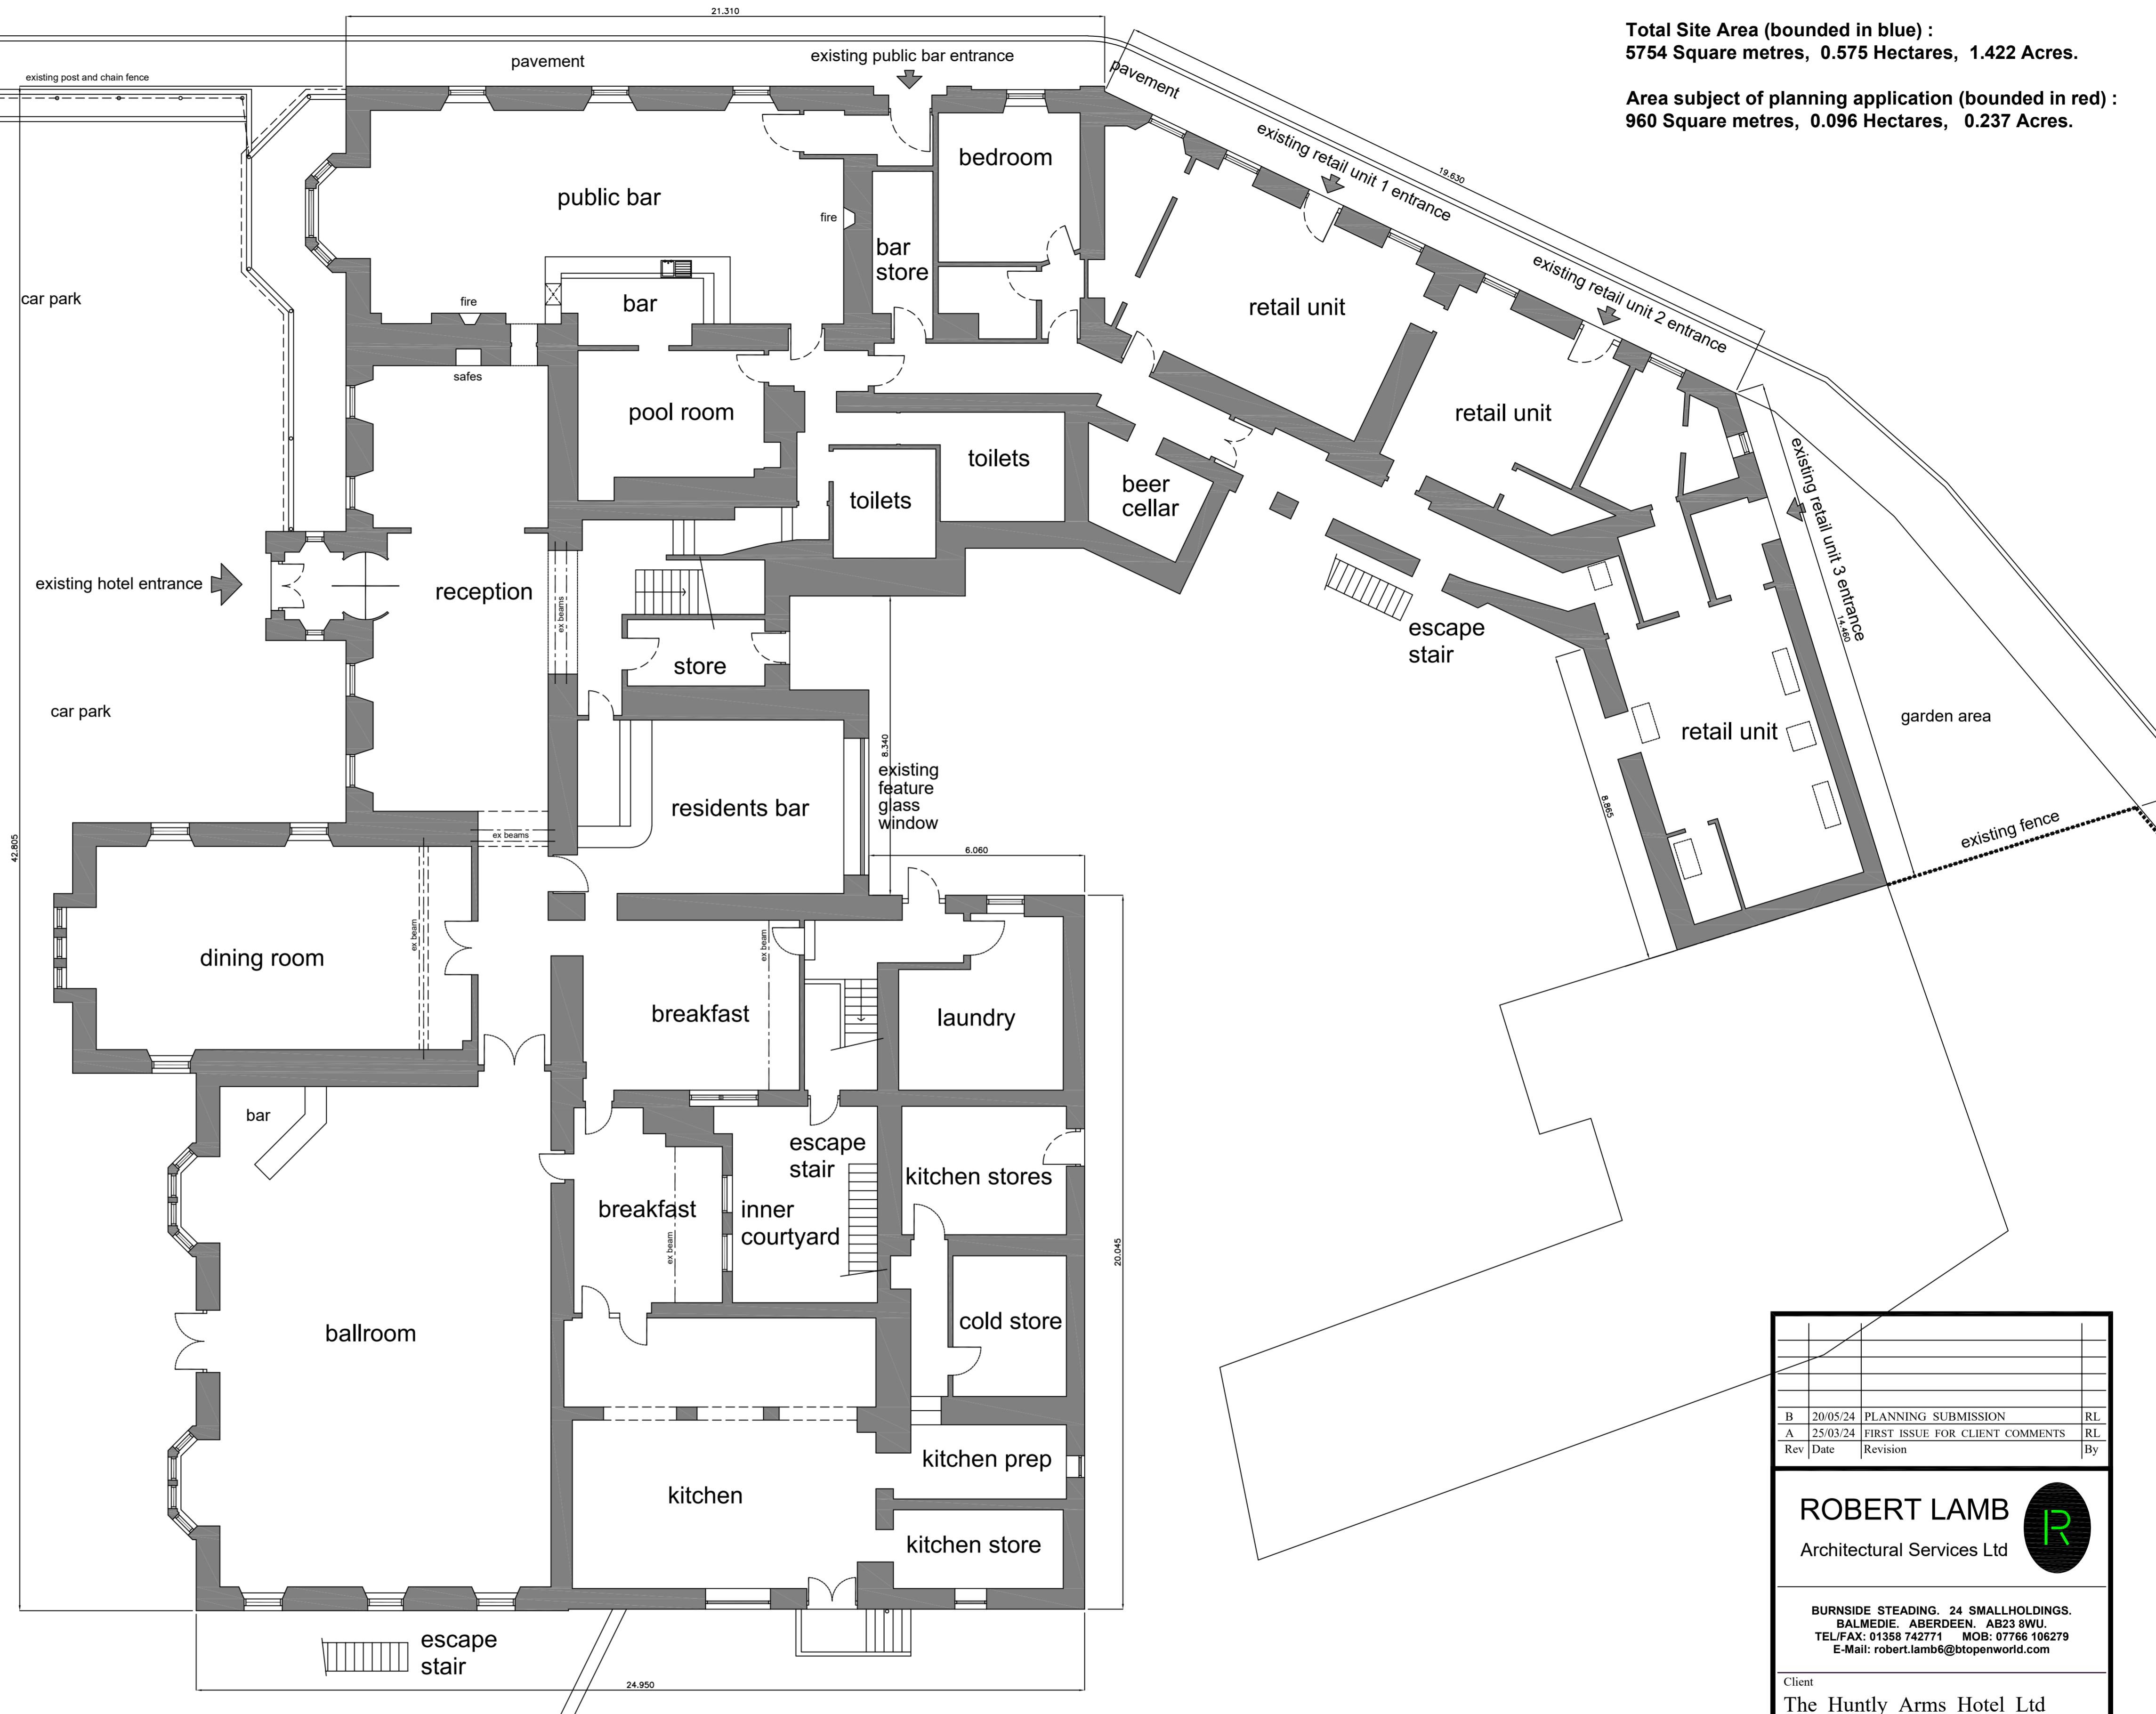 21.310
Total Site Area (bounded in blue) :
5754 Square metres, 0.575 Hectares, 1.422 Acres.
Area subject of planning application (bounded in red) :
960 Square metres, 0.096 Hectares, 0.237 Acres.
pavement
existing public bar entrance
pavement
existing post and chain fence
existing retail unit 1 entrance
19.630
bedroom
public bar
fire
bar
store
car park
fire
bar
retail unit
existing retail unit 2 entrance
safes
pool room
retail unit
toilets
toilets
beer
cellar
existing retail unit 3 entrance
14.460
existing hotel entrance
reception
ex beams
store
escape
stair
car park
8.340
existing
feature
glass
window
residents bar
retail unit
garden area
8.865
existing fence
42.805
ex beams
6.060
dining room
ex beam
ex beam
breakfast
laundry
bar
escape
stair
kitchen stores
breakfast
ex beam
inner
courtyard
20.045
ballroom
cold store
kitchen prep
kitchen
kitchen store
escape
stair
24.950
B 20/05/24 PLANNING SUBMISSION RL
A 25/03/24 FIRST ISSUE FOR CLIENT COMMENTS RL
Rev Date Revision By
ROBERT LAMB
Architectural Services Ltd
R
BURNSIDE STEADING. 24 SMALLHOLDINGS.
BALMEDIE. ABERDEEN. AB23 8WU.
TEL/FAX: 01358 742771 MOB: 07766 106279
E-Mail: robert.lamb6@btopenworld.com
Client
The Huntly Arms Hotel Ltd